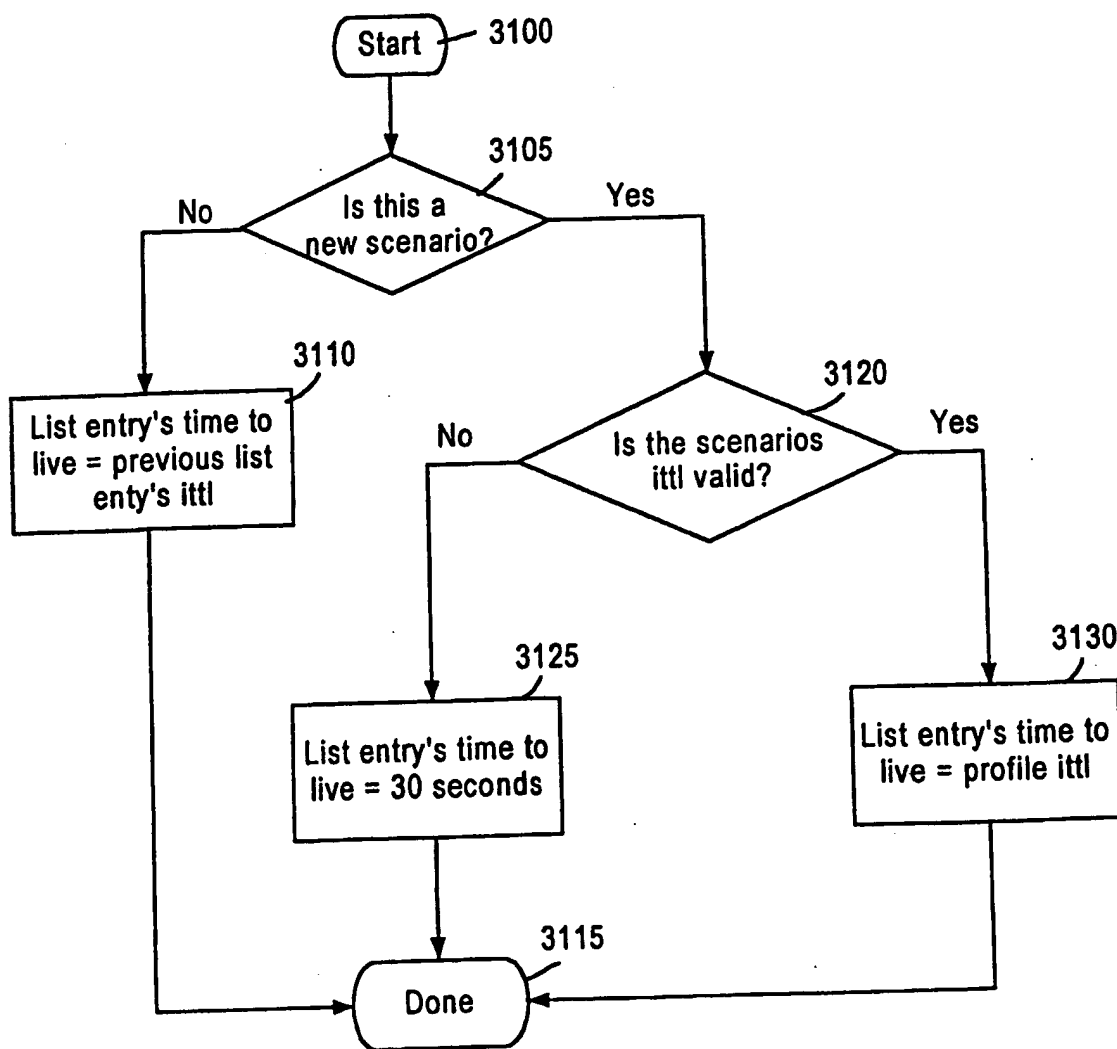 Start
3100
3105
Is this a
new scenario?
No
Yes
3110
List entry's time to
live = previous list
enty's ittl
3120
Is the scenarios
ittl valid?
No
Yes
3125
List entry's time to
live = 30 seconds
3130
List entry's time to
live = profile ittl
3115
Done